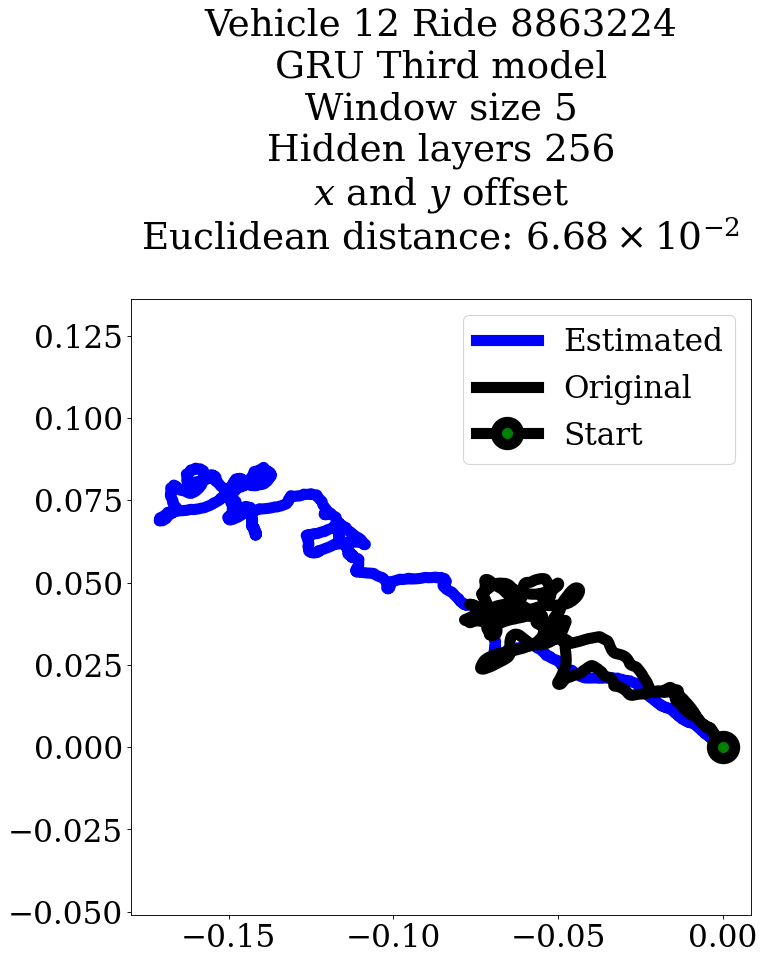 Vehicle 12 Ride 8863224
GRU Third model
Window size 5
Hidden layers 256
x and y offset
Euclidean distance: 6.68 × 10⁻²
Estimated
Original
Start
0.125
0.100
0.075
0.050
0.025
0.000
−0.025
−0.050
−0.15 −0.10 −0.05 0.00